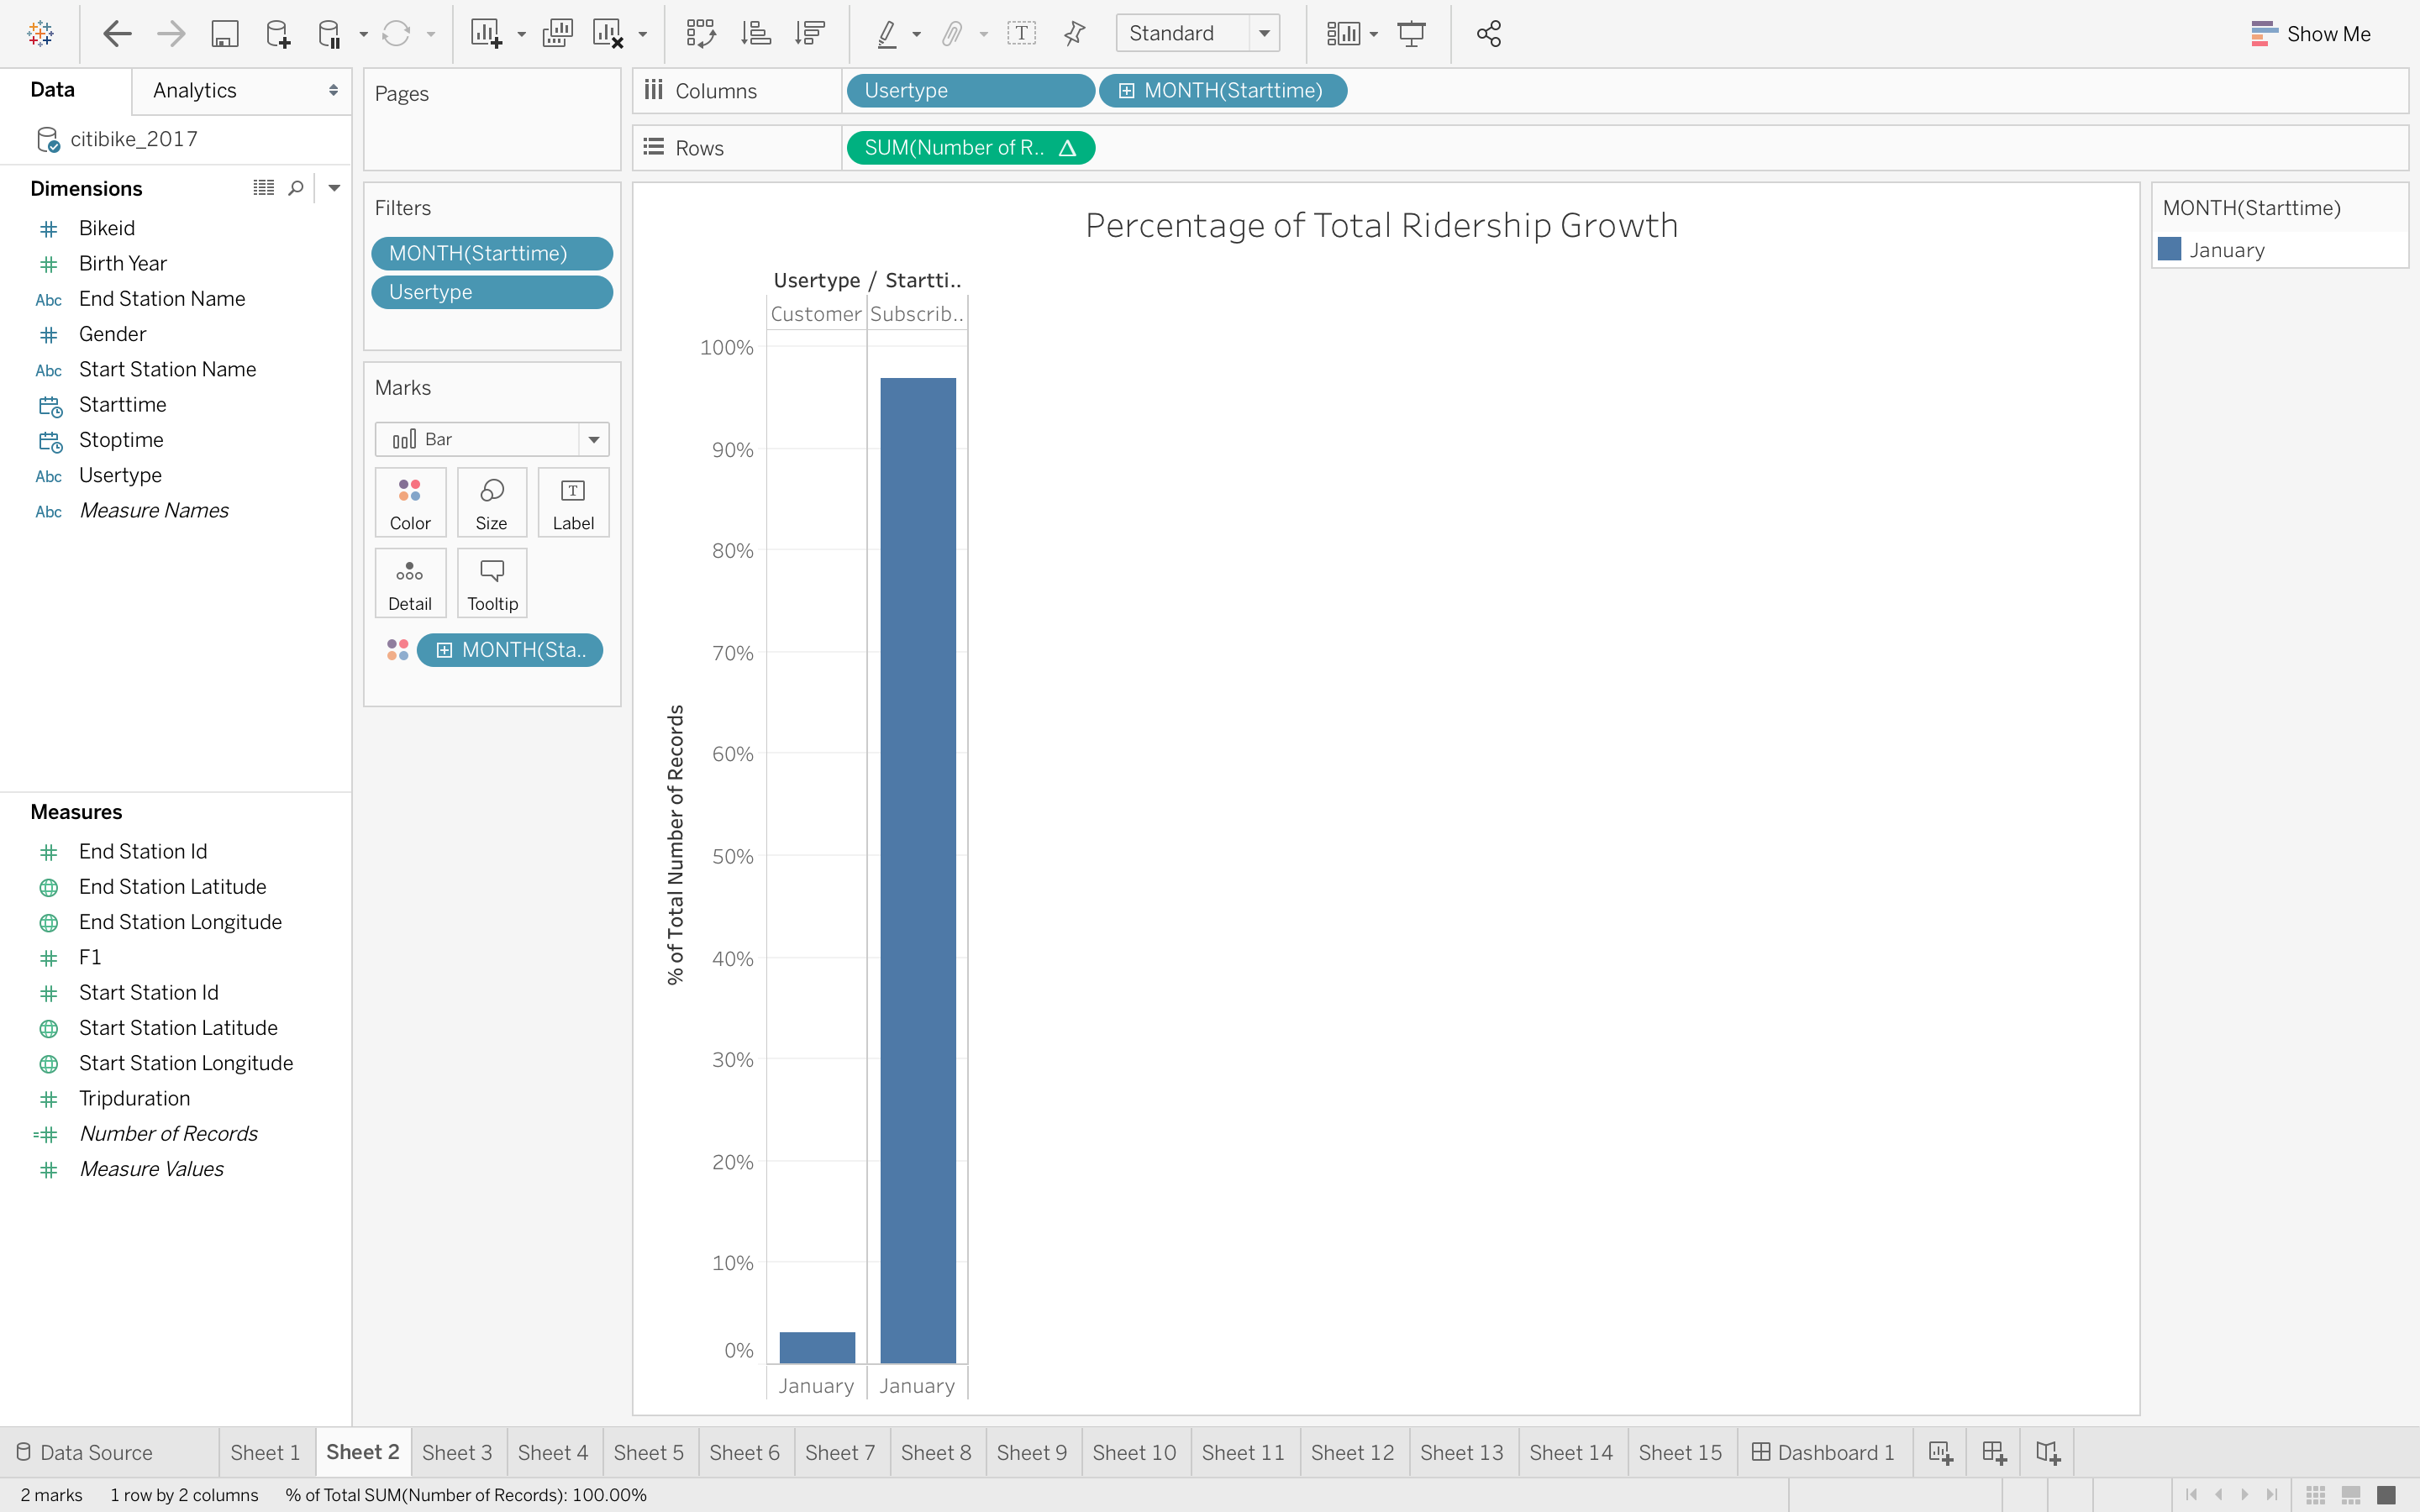 Standard
Show Me
Data
Analytics
citibike_2017
Dimensions
# Bikeid
# Birth Year
Abc End Station Name
# Gender
Abc Start Station Name
Starttime
Stoptime
Abc Usertype
Abc Measure Names
Measures
# End Station Id
End Station Latitude
End Station Longitude
# F1
# Start Station Id
Start Station Latitude
Start Station Longitude
# Tripduration
=# Number of Records
# Measure Values
Pages
Filters
MONTH(Starttime)
Usertype
Marks
Bar
Color Size Label
Detail Tooltip
MONTH(Sta..
Columns Usertype MONTH(Starttime)
Rows SUM(Number of R.. Δ
Percentage of Total Ridership Growth
Usertype / Startti..
Customer Subscrib..
100%
90%
80%
70%
60%
50%
40%
30%
20%
10%
0%
% of Total Number of Records
January January
MONTH(Starttime)
January
Data Source Sheet 1 Sheet 2 Sheet 3 Sheet 4 Sheet 5 Sheet 6 Sheet 7 Sheet 8 Sheet 9 Sheet 10 Sheet 11 Sheet 12 Sheet 13 Sheet 14 Sheet 15 Dashboard 1
2 marks 1 row by 2 columns % of Total SUM(Number of Records): 100.00%